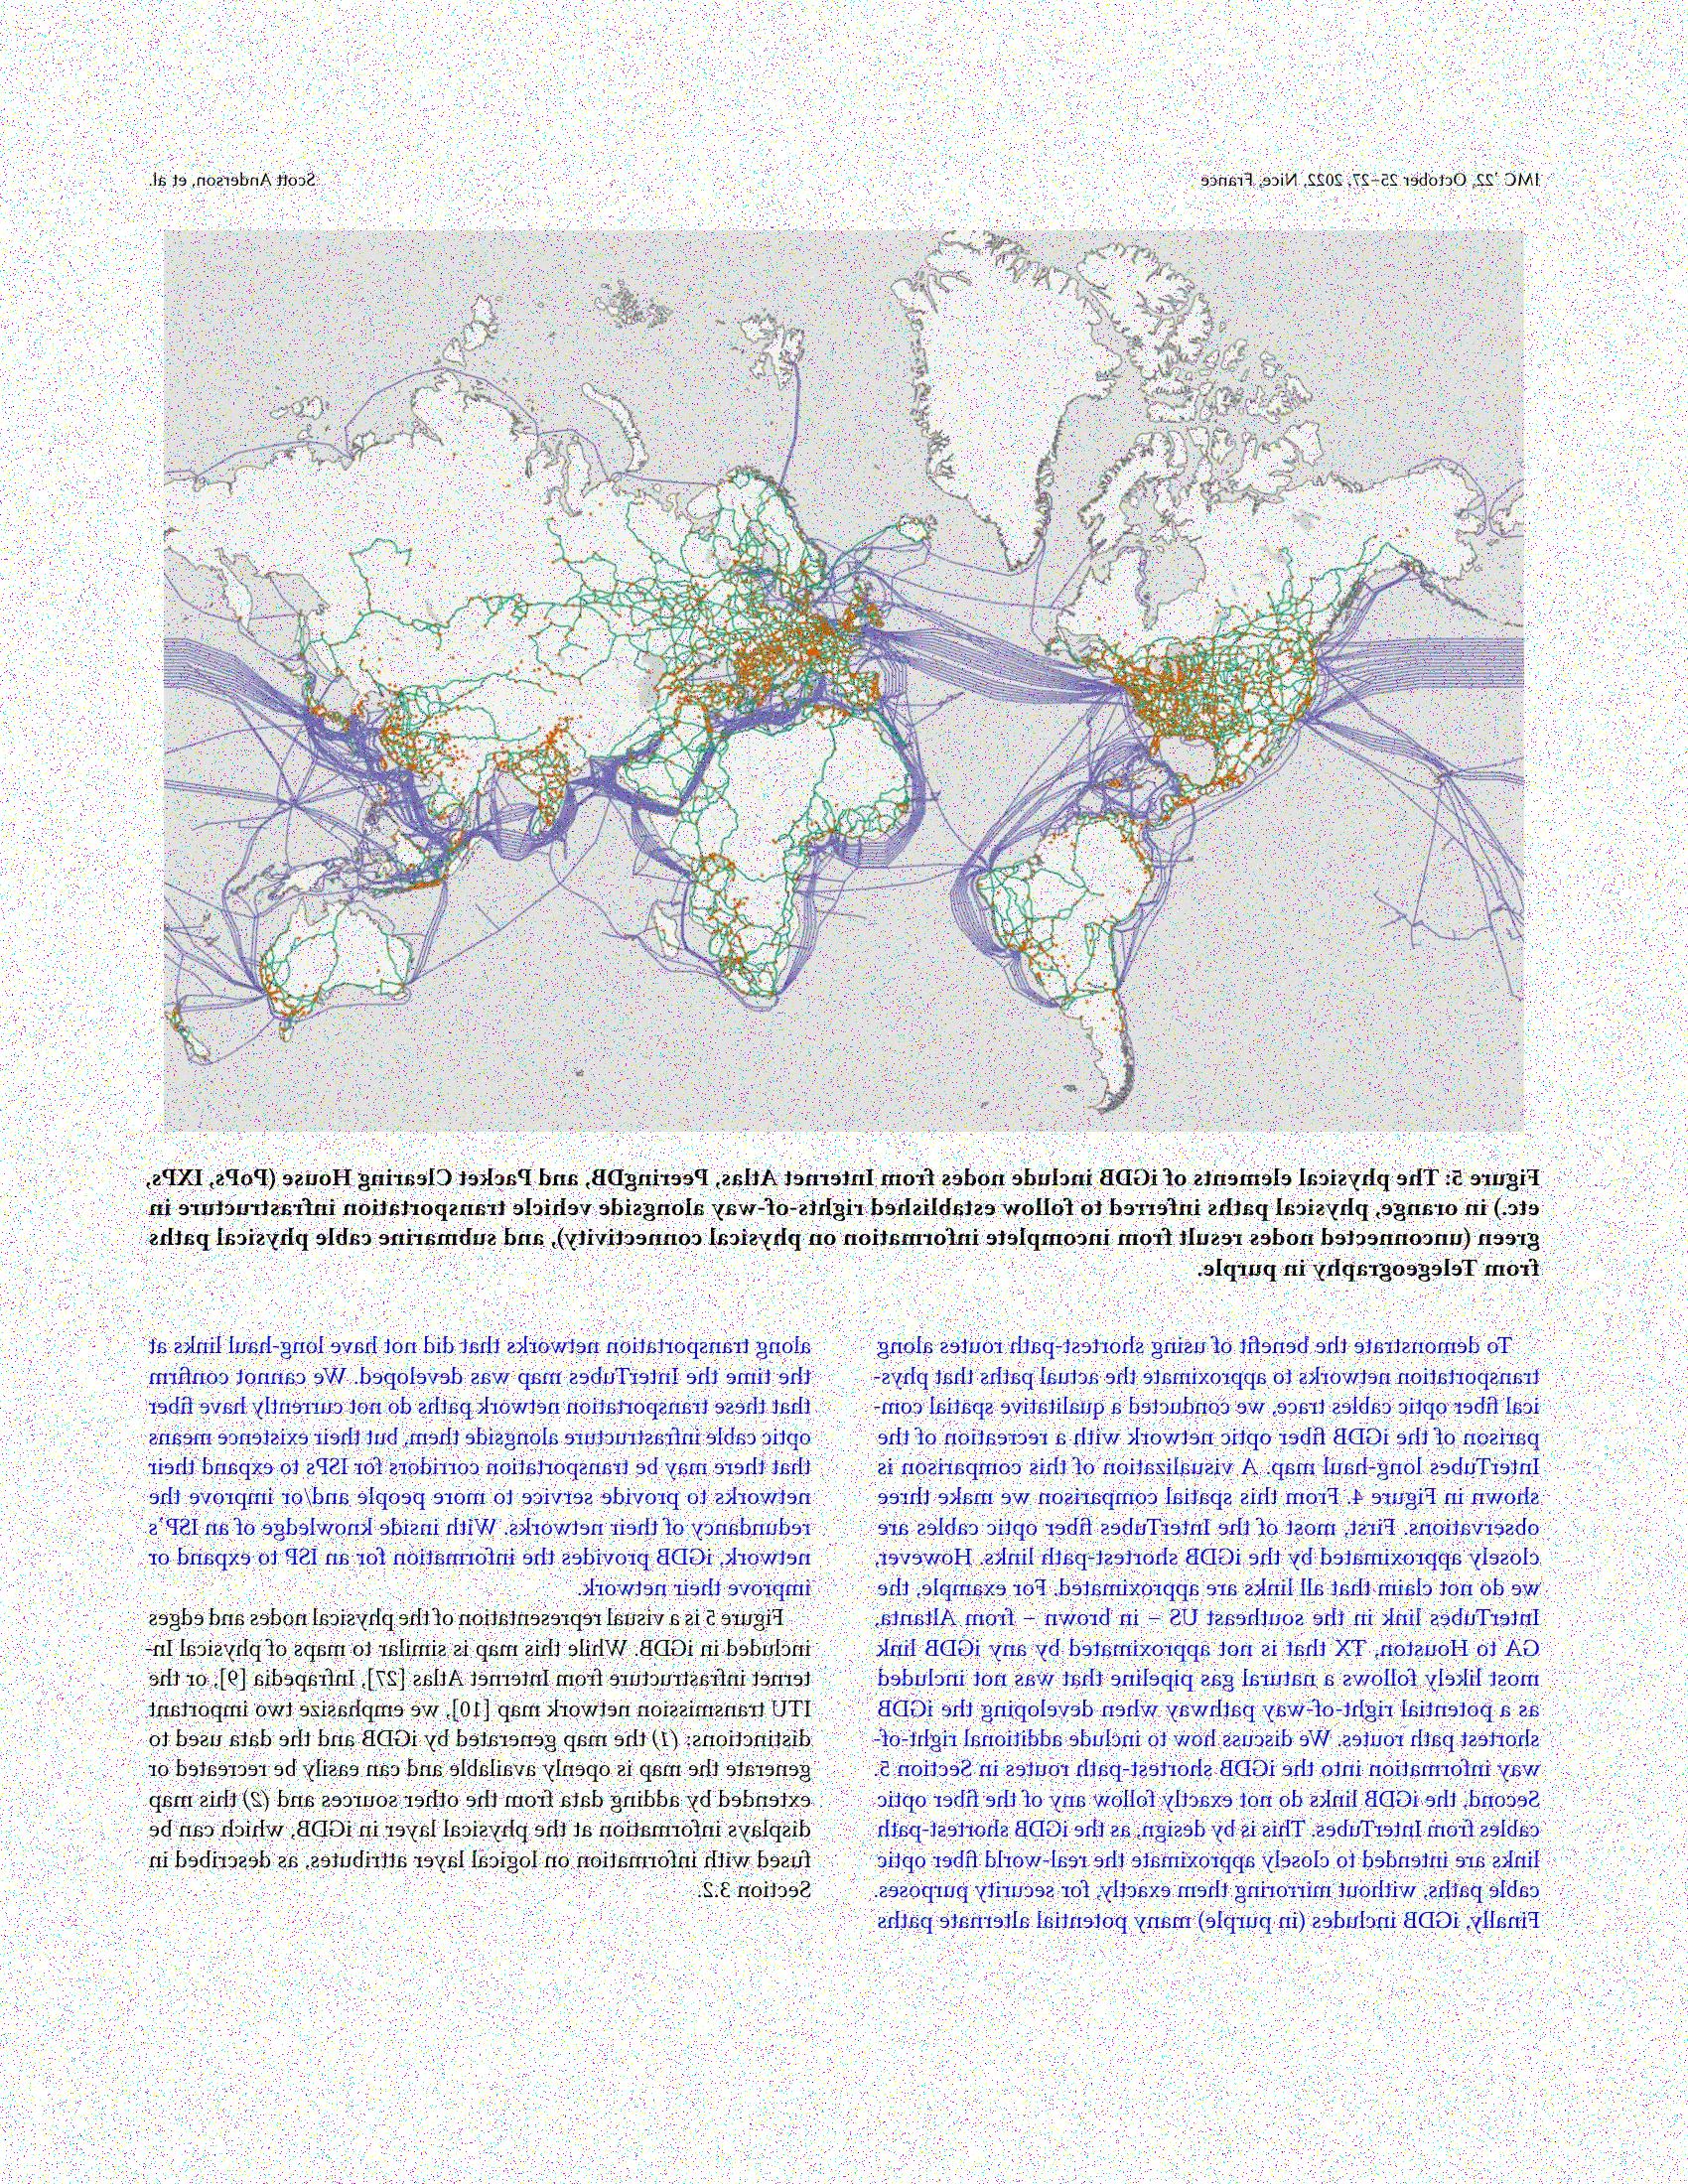 IMC '22, October 25–27, 2022, Nice, France
Scott Anderson, et al.
Figure 5: The physical elements of iGDB include nodes from Internet Atlas, PeeringDB, and Packet Clearing House (PoPs, IXPs,
etc.) in orange, physical paths inferred to follow established rights-of-way alongside vehicle transportation infrastructure in
green (unconnected nodes result from incomplete information on physical connectivity), and submarine cable physical paths
from Telegeography in purple.
To demonstrate the benefit of using shortest-path routes along
transportation networks to approximate the actual paths that phys-
ical fiber optic cables trace, we conducted a qualitative spatial com-
parison of the iGDB fiber optic network with a recreation of the
InterTubes long-haul map. A visualization of this comparison is
shown in Figure 4. From this spatial comparison we make three
observations. First, most of the InterTubes fiber optic cables are
closely approximated by the iGDB shortest-path links. However,
we do not claim that all links are approximated. For example, the
InterTubes link in the southeast US – in brown – from Altanta,
GA to Houston, TX that is not approximated by any iGDB link
most likely follows a natural gas pipeline that was not included
as a potential right-of-way pathway when developing the iGDB
shortest path routes. We discuss how to include additional right-of-
way information into the iGDB shortest-path routes in Section 5.
Second, the iGDB links do not exactly follow any of the fiber optic
cables from InterTubes. This is by design, as the iGDB shortest-path
links are intended to closely approximate the real-world fiber optic
cable paths, without mirroring them exactly, for security purposes.
Finally, iGDB includes (in purple) many potential alternate paths
along transportation networks that did not have long-haul links at
the time the InterTubes map was developed. We cannot confirm
that these transportation network paths do not currently have fiber
optic cable infrastructure alongside them, but their existence means
that there may be transportation corridors for ISPs to expand their
networks to provide service to more people and/or improve the
redundancy of their networks. With inside knowledge of an ISP's
network, iGDB provides the information for an ISP to expand or
improve their network.
Figure 5 is a visual representation of the physical nodes and edges
included in iGDB. While this map is similar to maps of physical In-
ternet infrastructure from Internet Atlas [27], Infrapedia [9], or the
ITU transmission network map [10], we emphasize two important
distinctions: (1) the map generated by iGDB and the data used to
generate the map is openly available and can easily be recreated or
extended by adding data from the other sources and (2) this map
displays information at the physical layer in iGDB, which can be
fused with information on logical layer attributes, as described in
Section 3.2.